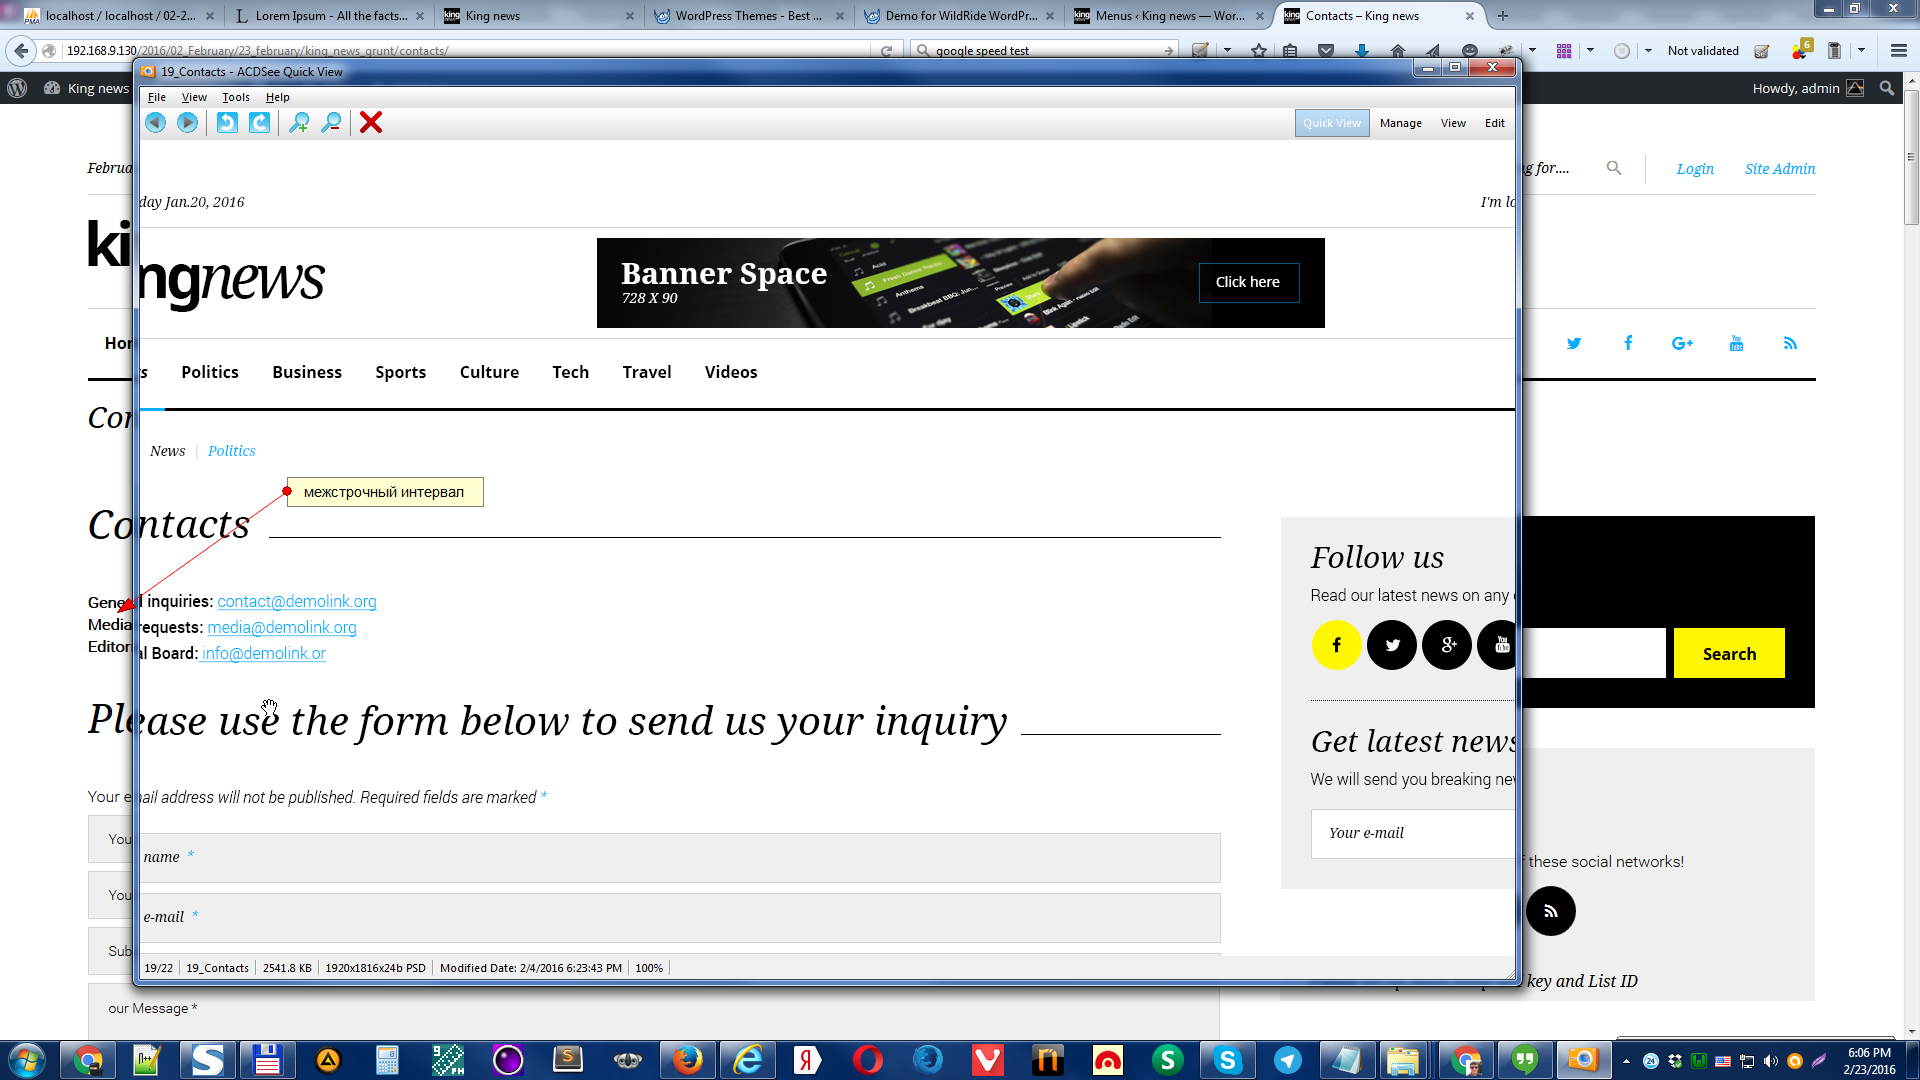 localhost / localhost / 02-2...
Lorem Ipsum - All the facts...
King news
WordPress Themes - Best ...
Demo for WildRide WordPr...
Menus ‹ King news — Wor...
Contacts – King news
192.168.9.130/2016/02_February/23_february/king_news_grunt/contacts/
google speed test
6
Not validated
19_Contacts - ACDSee Quick View
King news
Howdy, admin
File View Tools Help
Quick View Manage View Edit
Februa
day Jan.20, 2016
I'm lo
g for....
Login
Site Admin
ki
ngnews
Banner Space
728 X 90
Click here
Hor
s Politics Business Sports Culture Tech Travel Videos
Cor
News | Politics
межстрочный интервал
Contacts
General inquiries: contact@demolink.org
Media requests: media@demolink.org
Editorial Board: info@demolink.or
Follow us
Read our latest news on any
Search
Please use the form below to send us your inquiry
Get latest news
We will send you breaking nev
Your email address will not be published. Required fields are marked *
Your e-mail
You
name *
f these social networks!
You
e-mail *
Sub
key and List ID
19/22 19_Contacts 2541.8 KB 1920x1816x24b PSD Modified Date: 2/4/2016 6:23:43 PM 100%
our Message *
6:06 PM
2/23/2016